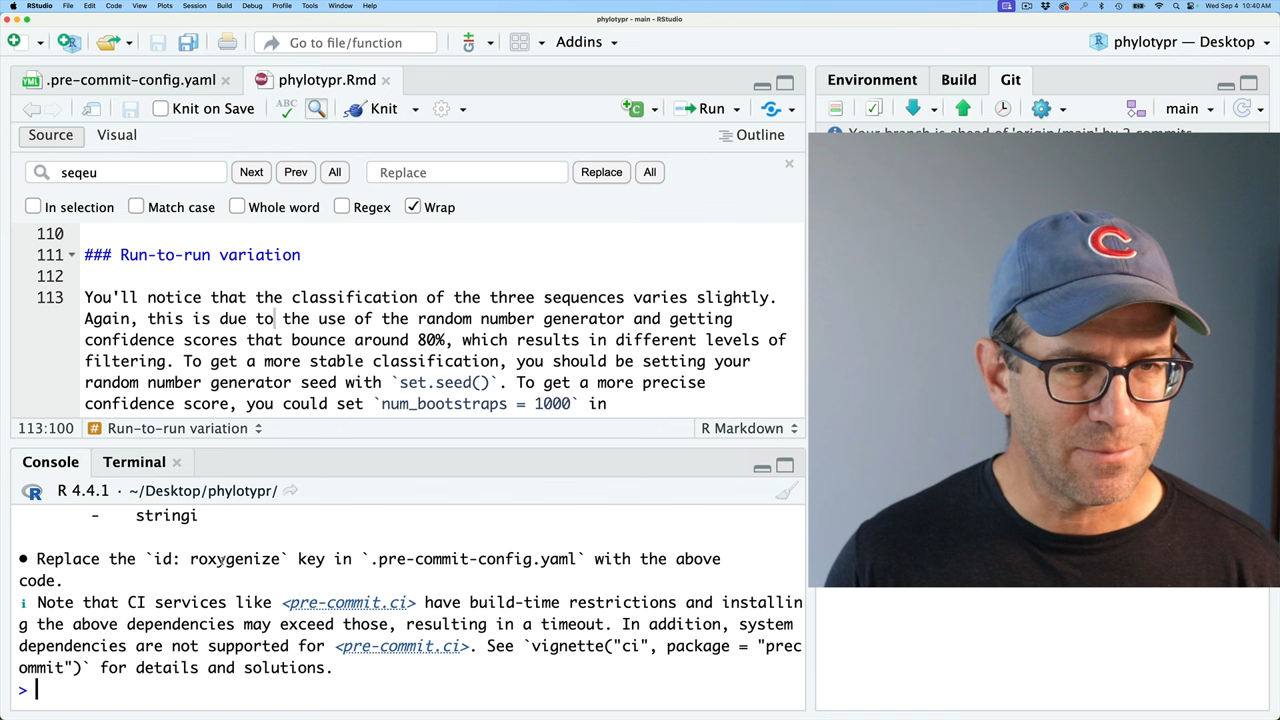 RStudio File Edit Code View Plots Session Build Debug Profile Tools Window Help Wed Sep 4 10:40 AM
phylotypr - main - RStudio
Go to file/function Addins phylotypr — Desktop
.pre-commit-config.yaml phylotypr.Rmd Environment Build Git
Knit on Save ABC Knit Run main
Source Visual Outline
Your branch is ahead of 'origin/main' by 2 commits.
seqeu Next Prev All Replace Replace All
In selection Match case Whole word Regex Wrap
110
111 ### Run-to-run variation
112
113 You'll notice that the classification of the three sequences varies slightly.
Again, this is due to the use of the random number generator and getting
confidence scores that bounce around 80%, which results in different levels of
filtering. To get a more stable classification, you should be setting your
random number generator seed with `set.seed()`. To get a more precise
confidence score, you could set `num_bootstraps = 1000` in
113:100 # Run-to-run variation R Markdown
Console Terminal
R 4.4.1 · ~/Desktop/phylotypr/
- stringi
● Replace the `id: roxygenize` key in `.pre-commit-config.yaml` with the above
code.
i Note that CI services like <pre-commit.ci> have build-time restrictions and installin
g the above dependencies may exceed those, resulting in a timeout. In addition, system
dependencies are not supported for <pre-commit.ci>. See `vignette("ci", package = "prec
ommit")` for details and solutions.
>